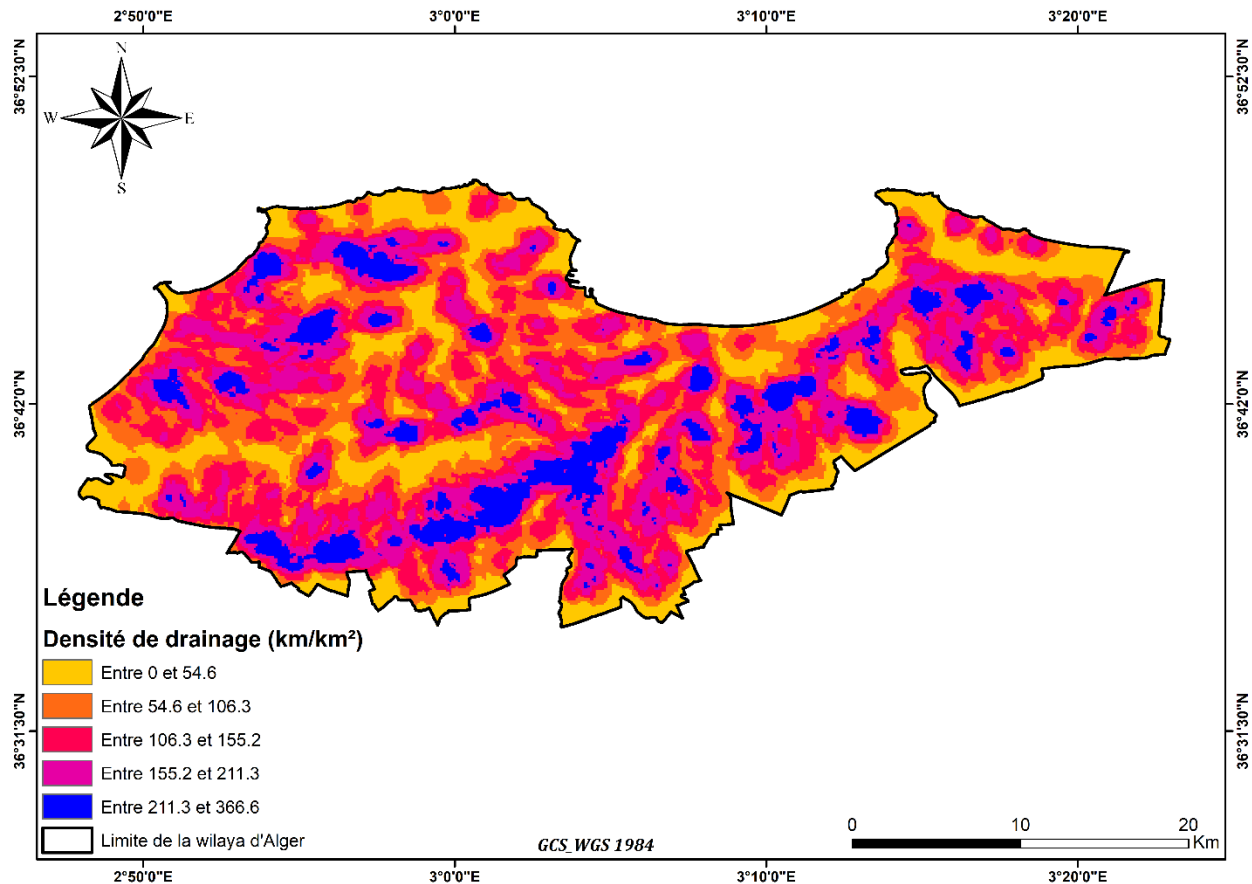 2°50'0"E
3°0'0"E
3°10'0"E
3°20'0"E
36°52'30"N
36°52'30"N
N
W
E
S
36°42'0"N
36°42'0"N
36°31'30"N
36°31'30"N
Légende
Densité de drainage (km/km²)
Entre 0 et 54.6
Entre 54.6 et 106.3
Entre 106.3 et 155.2
Entre 155.2 et 211.3
Entre 211.3 et 366.6
Limite de la wilaya d'Alger
GCS_WGS 1984
0
10
20
Km
2°50'0"E
3°0'0"E
3°10'0"E
3°20'0"E